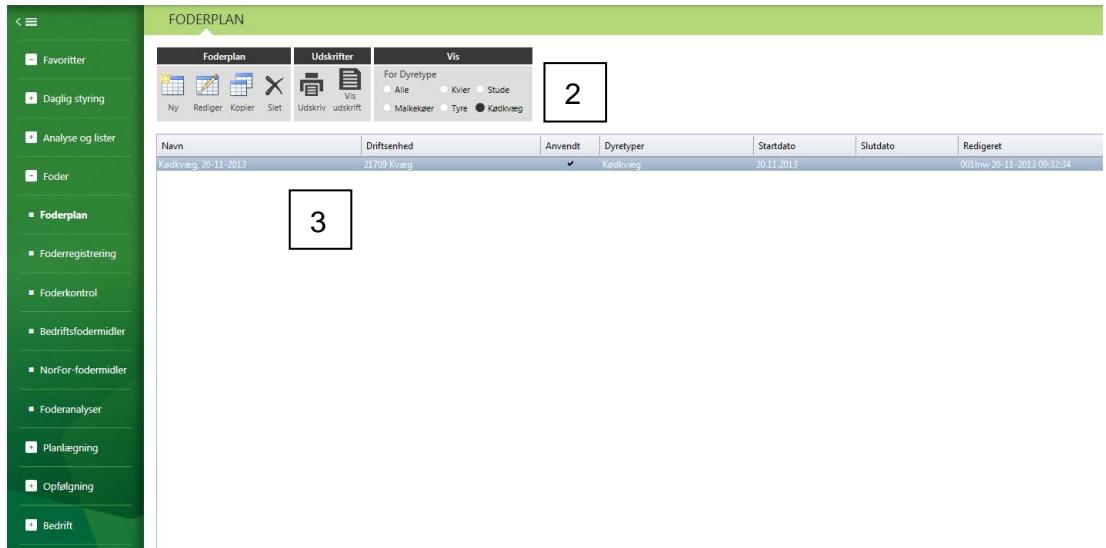 FODERPLAN
Favoritter
Daglig styring
Analyse og lister
Foder
Foderplan
Foderregistrering
Foderkontrol
Bedriftsfodermidler
NorFor-fodermidler
Foderanalyser
Planlægning
Opfølgning
Bedrift
Foderplan
Ny Rediger Kopier Slet
Udskrifter
Udskriv Vis udskrift
Vis
For Dyretype
Alle Kvier Stude
Malkekøer Tyre Kødkvæg
2
Navn Driftsenhed Anvendt Dyretyper Startdato Slutdato Redigeret
Kødkvæg, 20-11-2013 21709 Kvæg Kødkvæg 20.11.2013 001lnw 20-11-2013 09:32:34
3